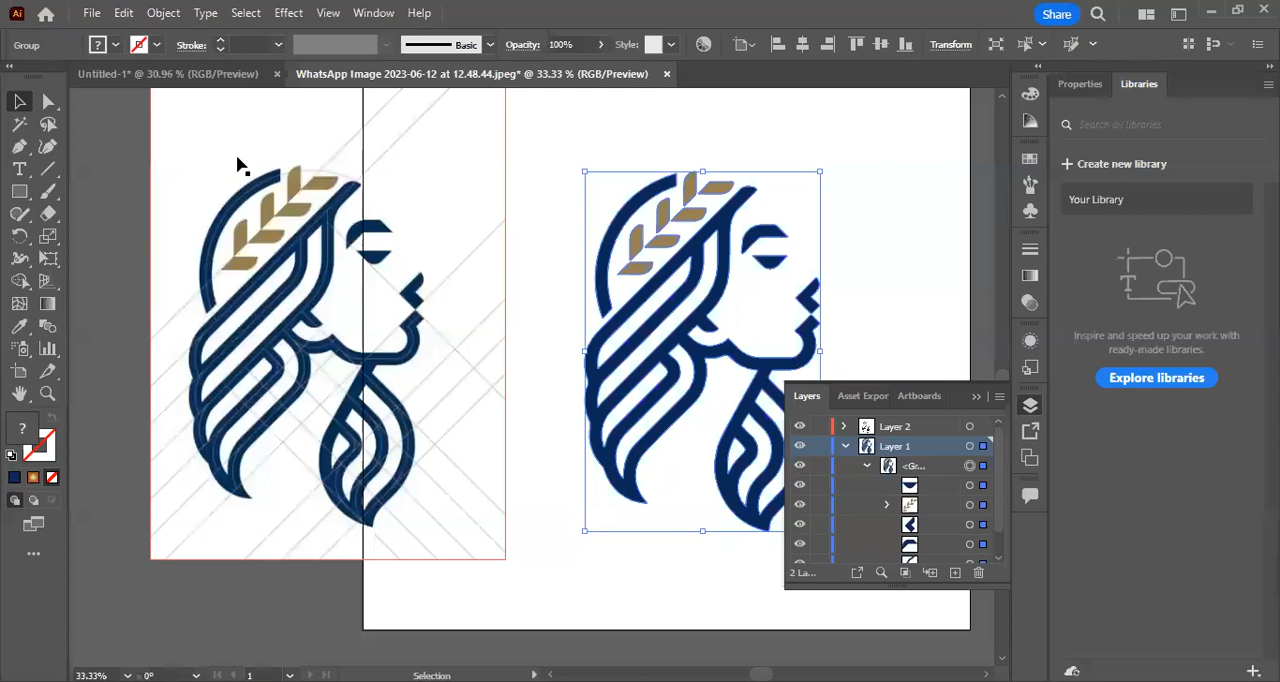 Ai File Edit Object Type Select Effect View Window Help Share
Group ? Stroke: Basic Opacity: 100% Style: Transform
Untitled-1* @ 30.96 % (RGB/Preview) × WhatsApp Image 2023-06-12 at 12.48.44.jpeg* @ 33.33 % (RGB/Preview) ×
Properties Libraries
Search all libraries
Create new library
Your Library
Inspire and speed up your work with
ready-made libraries.
Explore libraries
Layers Asset Expor Artboards
Layer 2
Layer 1
<Gr...
2 La...
?
33.33% 0° 1 Selection